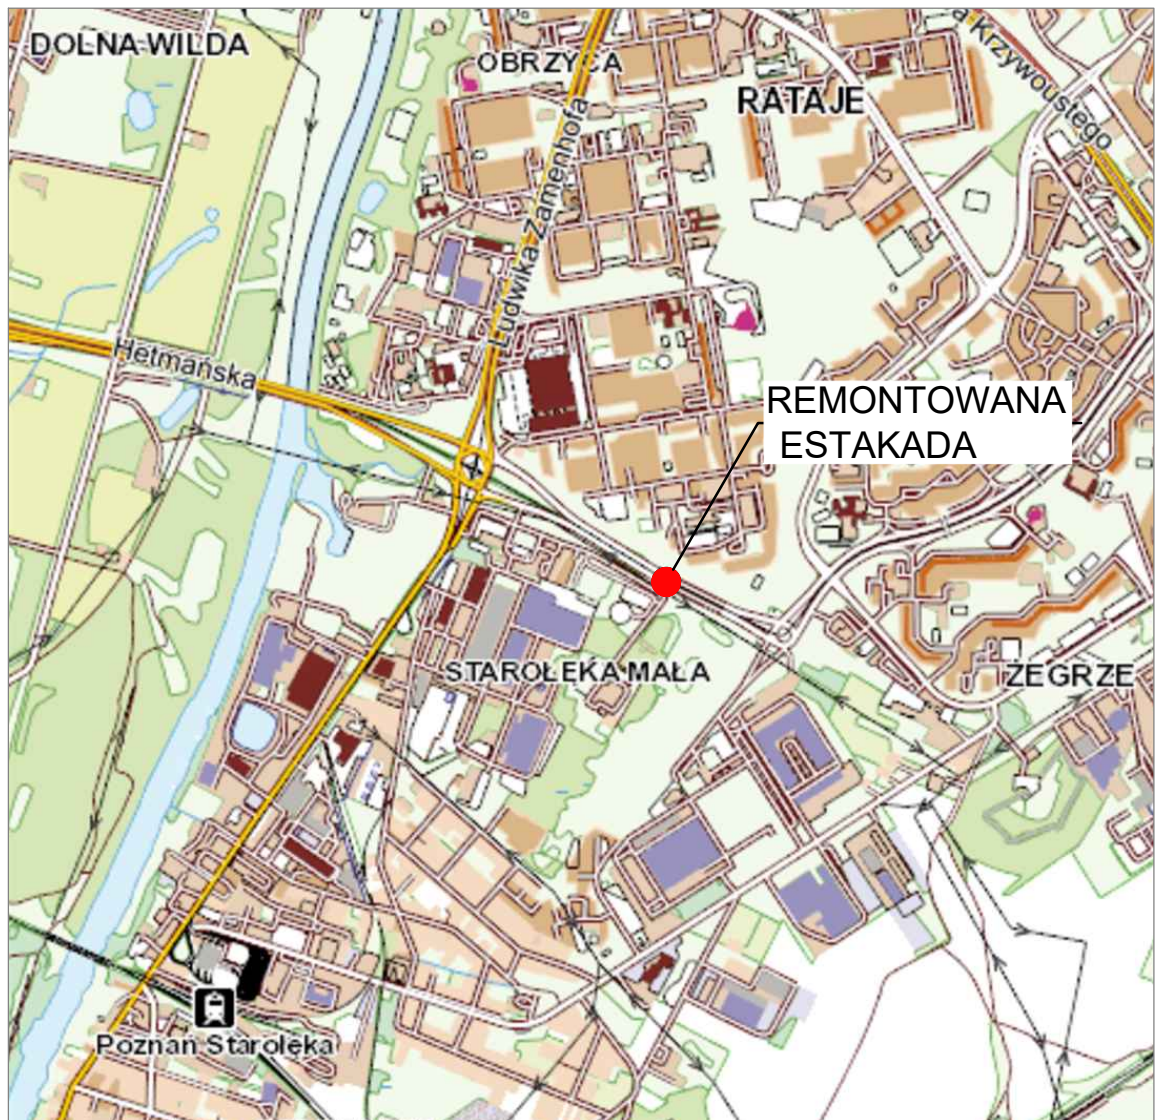 DOLNA WILDA
OBRZYCA
RATAJE
a Krzywoustego
Ludwika Zamenhofa
Hetmańska
REMONTOWANA
ESTAKADA
STAROŁĘKA MAŁA
ŻEGRZE
Poznań Starołęka